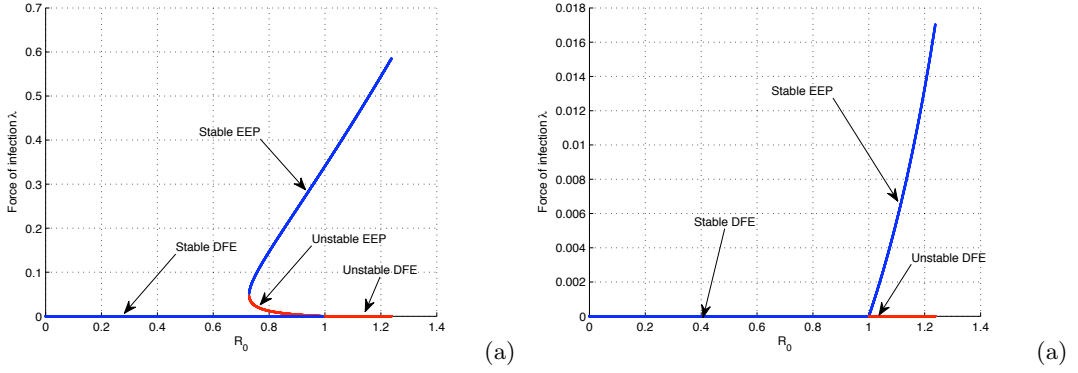 0.7
0.6
0.5
0.4
0.3
0.2
0.1
0
Force of infection λ
Stable EEP
Stable DFE
Unstable EEP
Unstable DFE
0 0.2 0.4 0.6 0.8 1 1.2 1.4
R0
(a)
0.018
0.016
0.014
0.012
0.01
0.008
0.006
0.004
0.002
0
Force of infection λ
Stable EEP
Stable DFE
Unstable DFE
0 0.2 0.4 0.6 0.8 1 1.2 1.4
R0
(a)